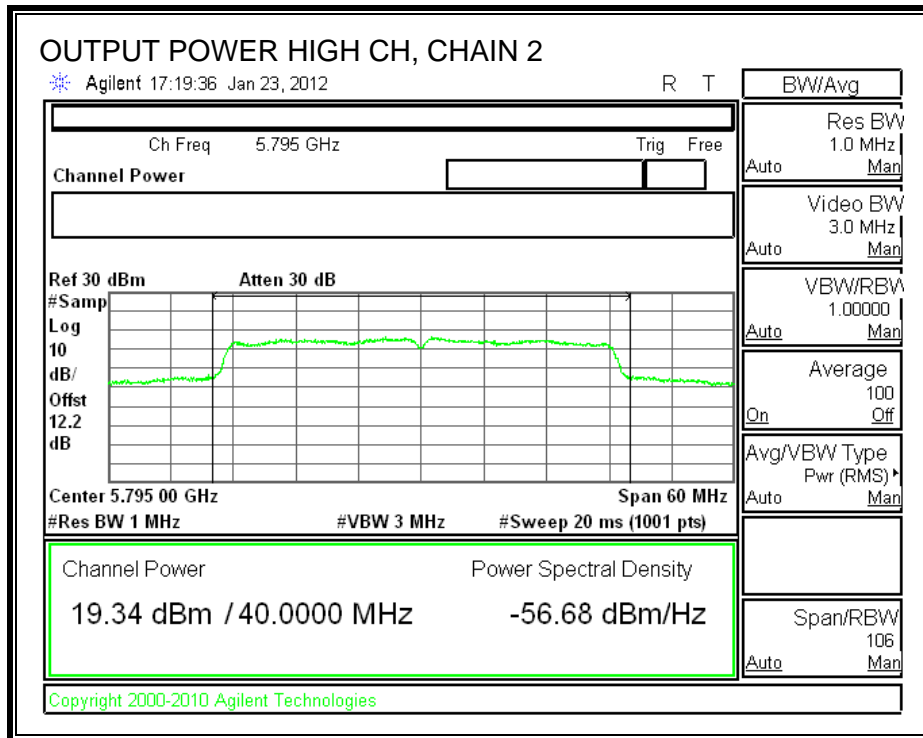 OUTPUT POWER HIGH CH, CHAIN 2
Agilent 17:19:36 Jan 23, 2012 R T
Ch Freq 5.795 GHz Trig Free
Channel Power
Ref 30 dBm Atten 30 dB
#Samp
Log
10
dB/
Offst
12.2
dB
Center 5.795 00 GHz Span 60 MHz
#Res BW 1 MHz #VBW 3 MHz #Sweep 20 ms (1001 pts)
Channel Power Power Spectral Density
19.34 dBm / 40.0000 MHz -56.68 dBm/Hz
Copyright 2000-2010 Agilent Technologies
BW/Avg
Res BW
1.0 MHz
Auto Man
Video BW
3.0 MHz
Auto Man
VBW/RBW
1.00000
Auto Man
Average
100
On Off
Avg/VBW Type
Pwr (RMS)
Auto Man
Span/RBW
106
Auto Man